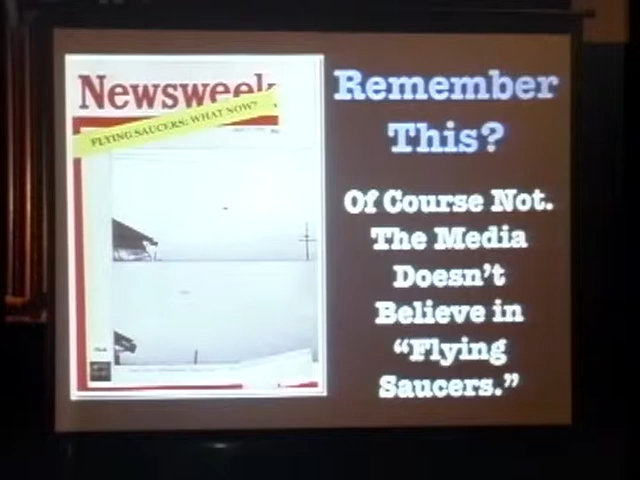 Newsweek
FLYING SAUCERS: WHAT NOW?
Remember
This?
Of Course Not.
The Media
Doesn't
Believe in
“Flying
Saucers.”